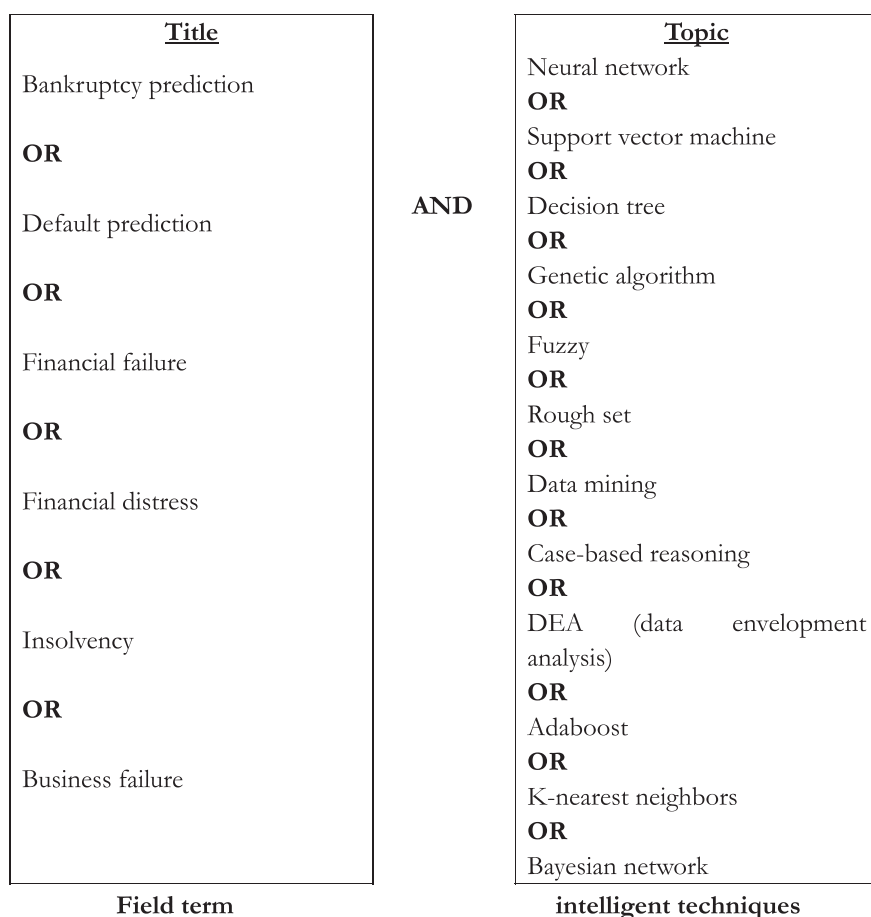 Title
Bankruptcy prediction
OR
Default prediction
OR
Financial failure
OR
Financial distress
OR
Insolvency
OR
Business failure
Field term
AND
Topic
Neural network
OR
Support vector machine
OR
Decision tree
OR
Genetic algorithm
OR
Fuzzy
OR
Rough set
OR
Data mining
OR
Case-based reasoning
OR
DEA (data envelopment
analysis)
OR
Adaboost
OR
K-nearest neighbors
OR
Bayesian network
intelligent techniques